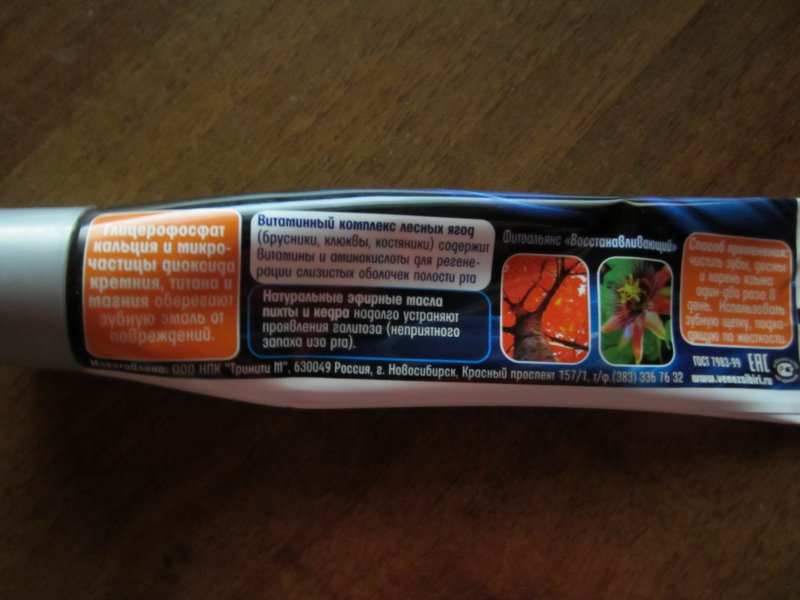 Глицерофосфат
кальция и микро-
частицы диоксида
кремния, титана и
магния оберегают
зубную эмаль от
повреждений.
Витаминный комплекс лесных ягод
(брусники, клюквы, костяники) содержит
витамины и аминокислоты для регене-
рации слизистых оболочек полости рта
Натуральные эфирные масла
пихты и кедра надолго устраняют
проявления галитоза (неприятного
запаха изо рта).
Фитоальянс «Восстанавливающий»
Способ применения:
чистить зубы, десны
и корень языка
один-два раза в
день. Использовать
зубную щетку, подхо-
дящую по жесткости.
ГОСТ 7983-99 ЕАС
www.venezsibiri.ru
Изготовлено: ООО НПК "Тринити М", 630049 Россия, г. Новосибирск, Красный проспект 157/1, т/ф (383) 336 76 32